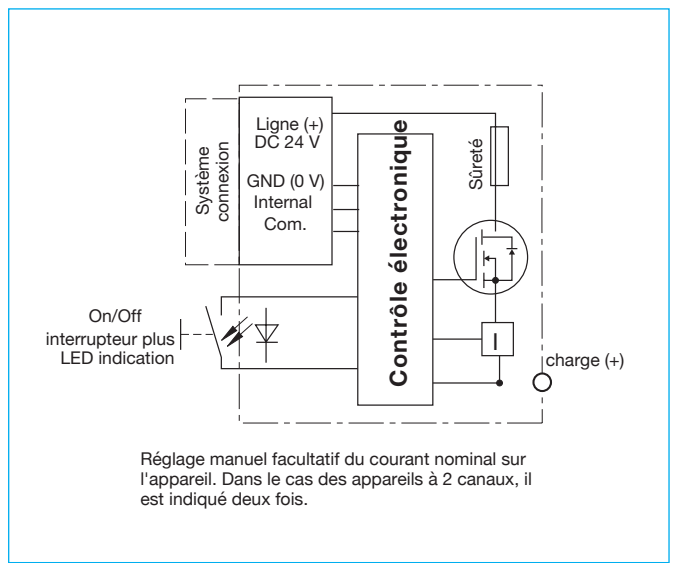 Système
connexion
Ligne (+)
DC 24 V
GND (0 V)
Internal
Com.
Contrôle électronique
Sûreté
I
On/Off
interrupteur plus
LED indication
charge (+)
Réglage manuel facultatif du courant nominal sur
l'appareil. Dans le cas des appareils à 2 canaux, il
est indiqué deux fois.